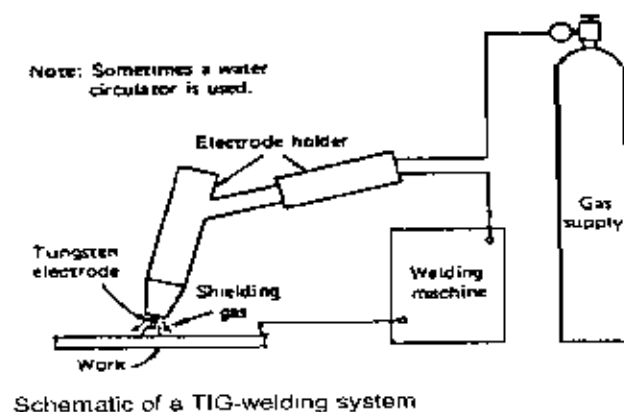 Note: Sometimes a water
circulator is used.
Electrode holder
Gas
supply
Tungsten
electrode
Shielding
gas
Welding
machine
Work
Schematic of a TIG-welding system